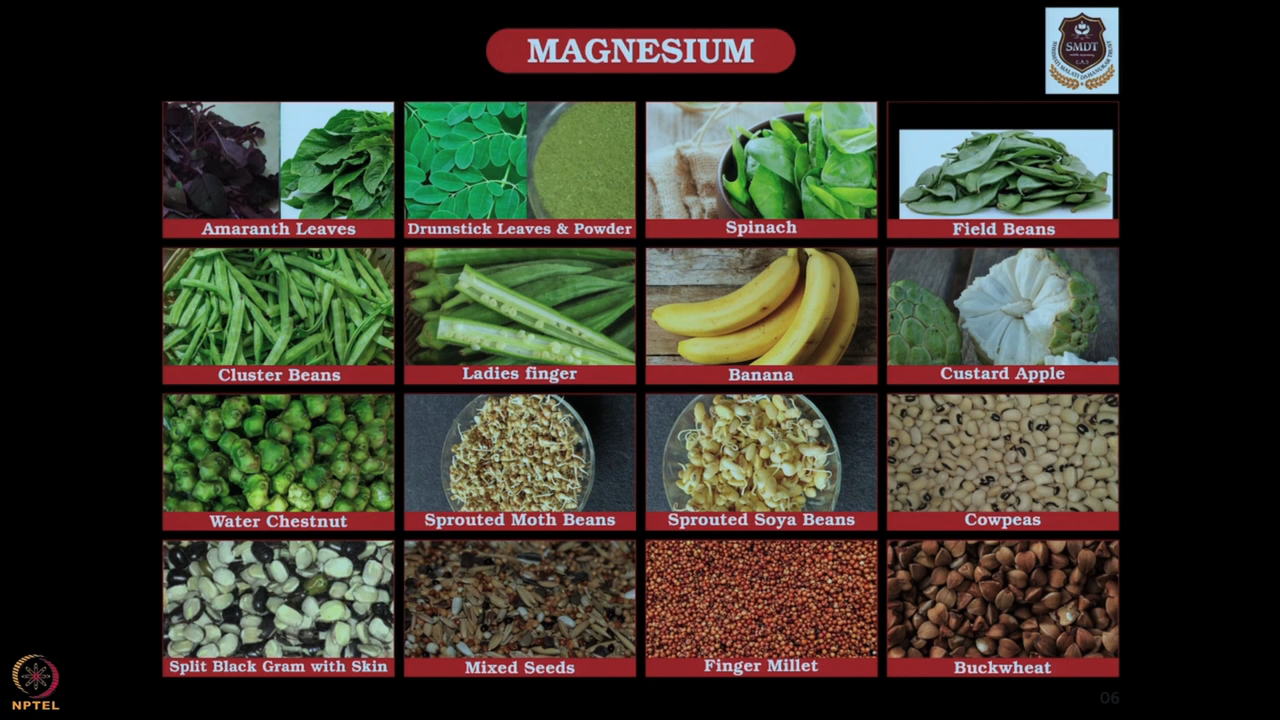 MAGNESIUM
SMDT
Amaranth Leaves
Drumstick Leaves & Powder
Spinach
Field Beans
Cluster Beans
Ladies finger
Banana
Custard Apple
Water Chestnut
Sprouted Moth Beans
Sprouted Soya Beans
Cowpeas
Split Black Gram with Skin
Mixed Seeds
Finger Millet
Buckwheat
NPTEL
06